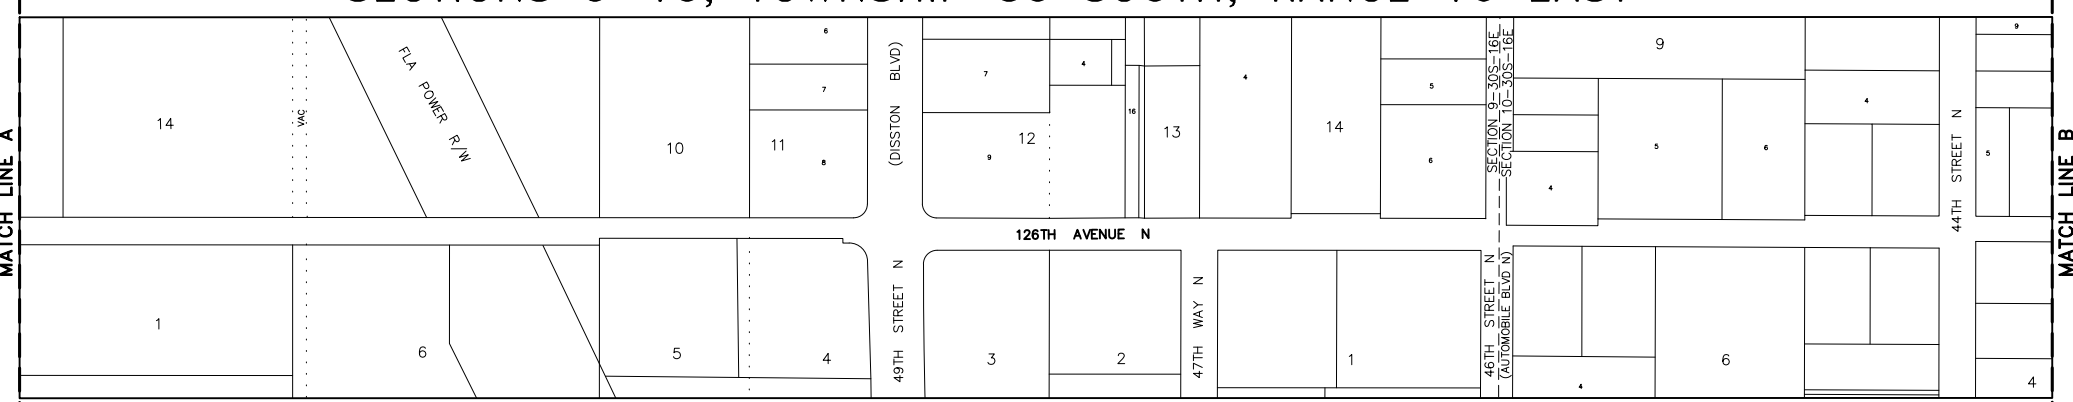 MATCH LINE A
14
VAC
FLA POWER R/W
10
11
6
7
8
(DISSTON BLVD)
7
9
12
4
16
13
4
14
5
6
SECTION 9-30S-16E
SECTION 10-30S-16E
9
4
5
6
4
44TH STREET N
9
5
MATCH LINE B
126TH AVENUE N
1
6
5
4
49TH STREET N
3
2
47TH WAY N
1
46TH STREET N
(AUTOMOBILE BLVD N)
4
6
4